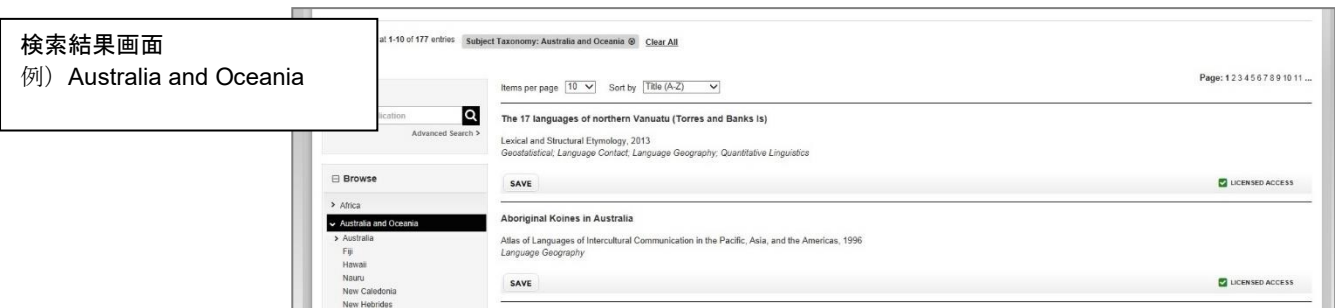 検索結果画面
例）Australia and Oceania
at 1-10 of 177 entries Subject Taxonomy: Australia and Oceania ⊗ Clear All
Items per page 10 Sort by Title (A-Z)
Page: 1 2 3 4 5 6 7 8 9 10 11 ...
Advanced Search >
The 17 languages of northern Vanuatu (Torres and Banks Is)
Lexical and Structural Etymology, 2013
Geostatistical; Language Contact; Language Geography; Quantitative Linguistics
SAVE
LICENSED ACCESS
Browse
> Africa
Australia and Oceania
> Australia
Fiji
Hawaii
Nauru
New Caledonia
New Hebrides
Aboriginal Koines in Australia
Atlas of Languages of Intercultural Communication in the Pacific, Asia, and the Americas, 1996
Language Geography
SAVE
LICENSED ACCESS